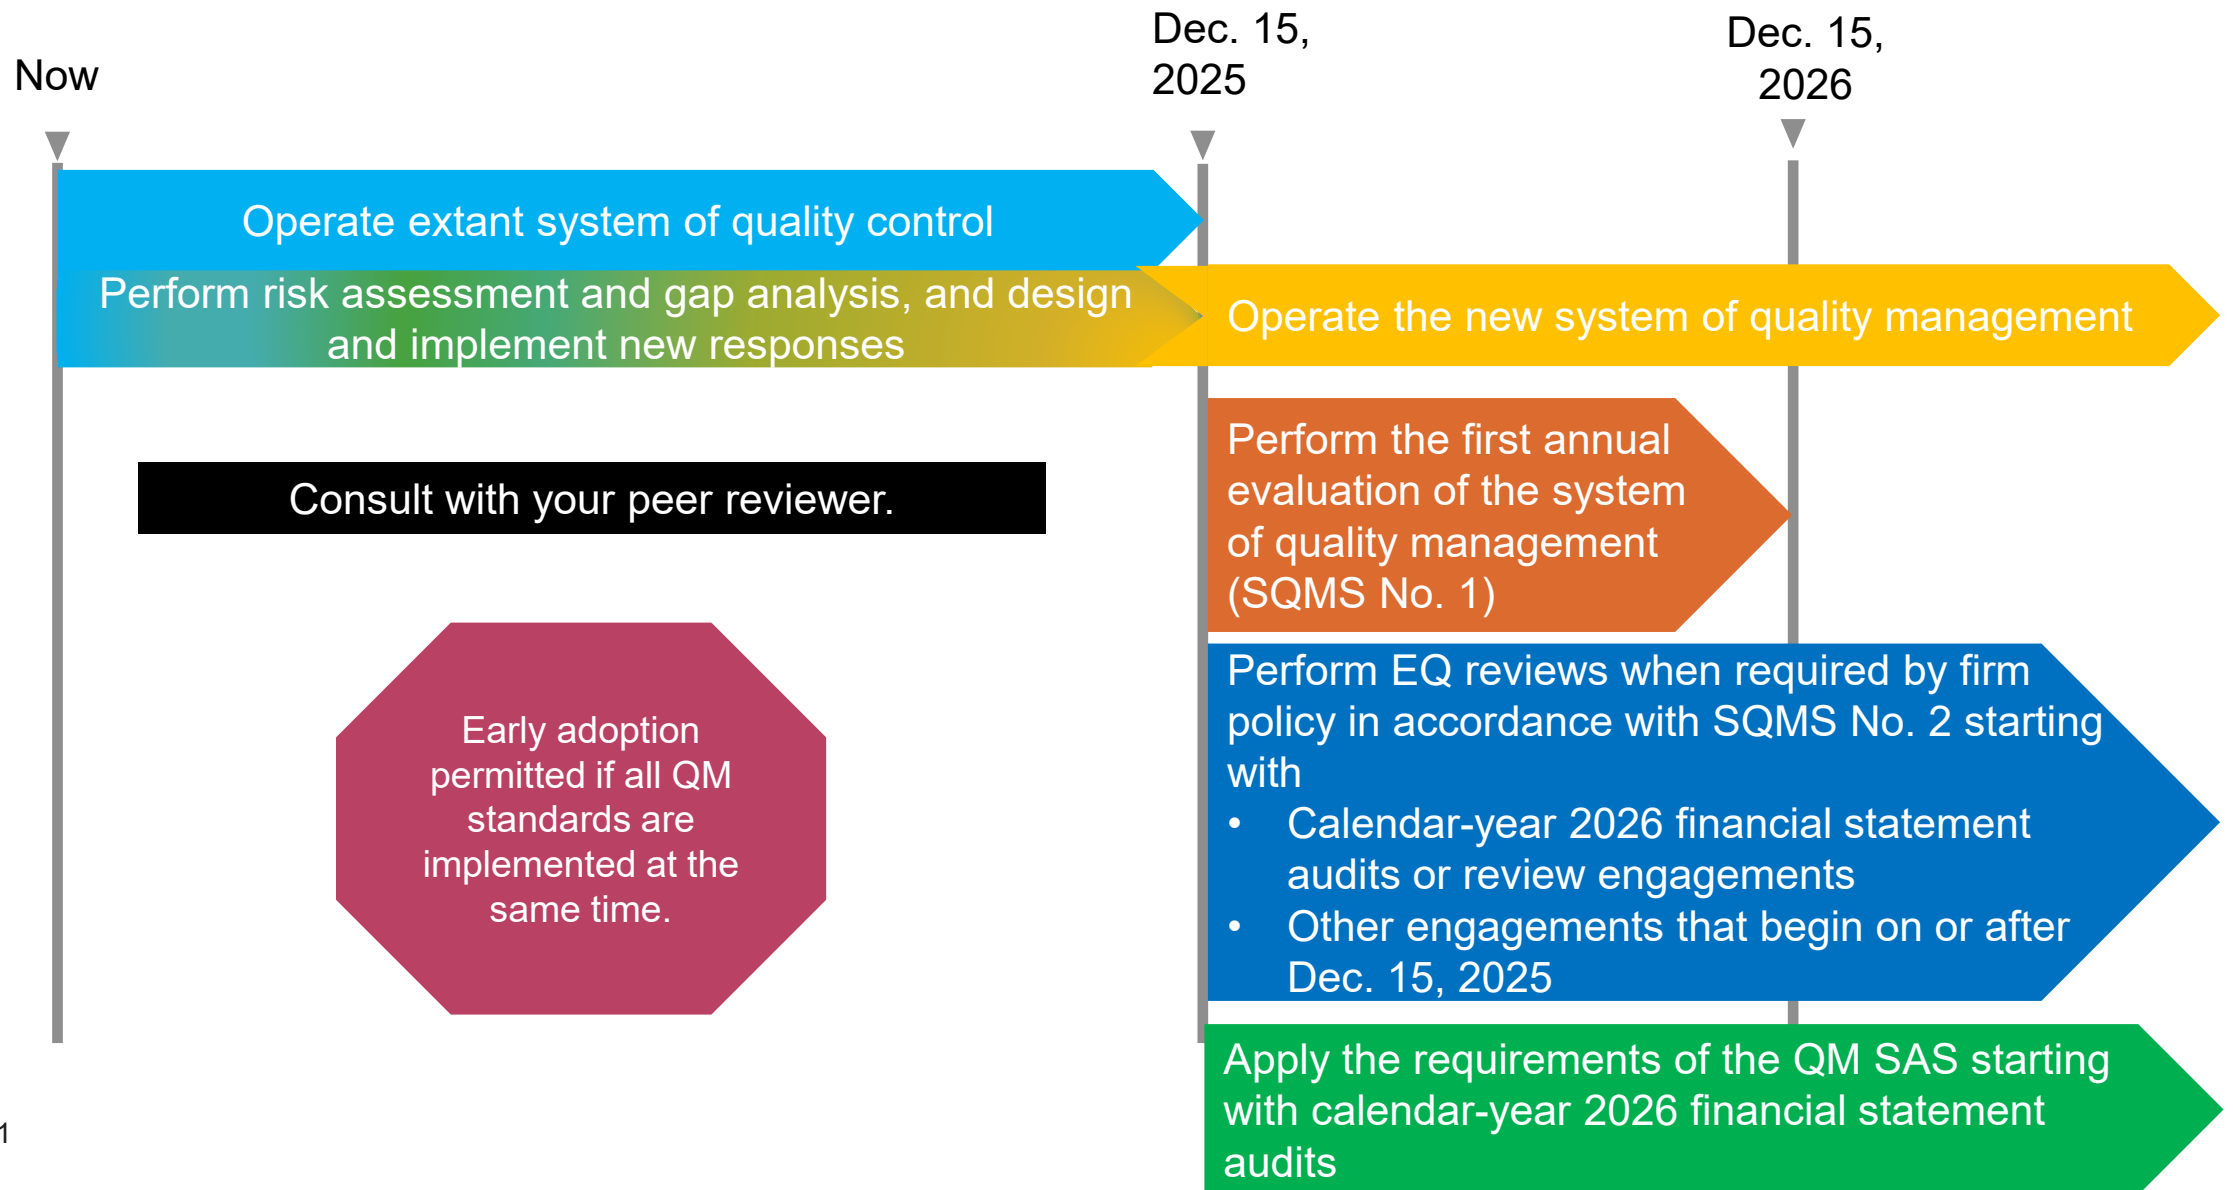 Now
Dec. 15,
2025
Dec. 15,
2026
Operate extant system of quality control
Perform risk assessment and gap analysis, and design
and implement new responses
Operate the new system of quality management
Consult with your peer reviewer.
Early adoption
permitted if all QM
standards are
implemented at the
same time.
Perform the first annual
evaluation of the system
of quality management
(SQMS No. 1)
Perform EQ reviews when required by firm
policy in accordance with SQMS No. 2 starting
with
• Calendar-year 2026 financial statement
audits or review engagements
• Other engagements that begin on or after
Dec. 15, 2025
Apply the requirements of the QM SAS starting
with calendar-year 2026 financial statement
audits
1